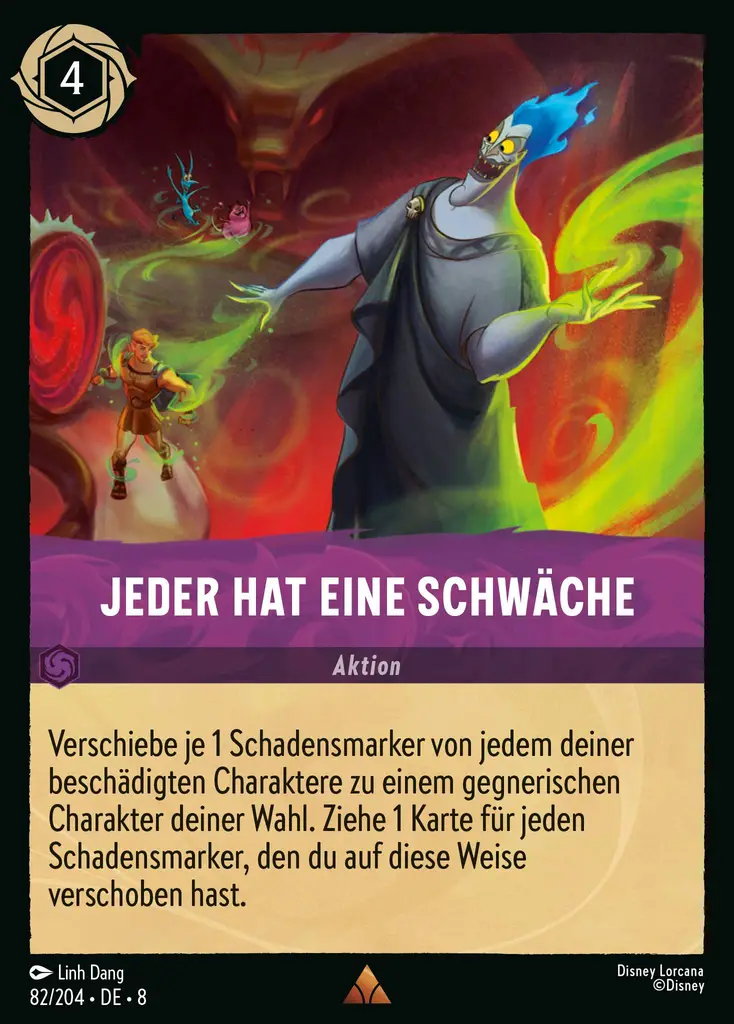 4
JEDER HAT EINE SCHWÄCHE
Aktion
Verschiebe je 1 Schadensmarker von jedem deiner
beschädigten Charaktere zu einem gegnerischen
Charakter deiner Wahl. Ziehe 1 Karte für jeden
Schadensmarker, den du auf diese Weise
verschoben hast.
Linh Dang
82/204 • DE • 8
Disney Lorcana
©Disney